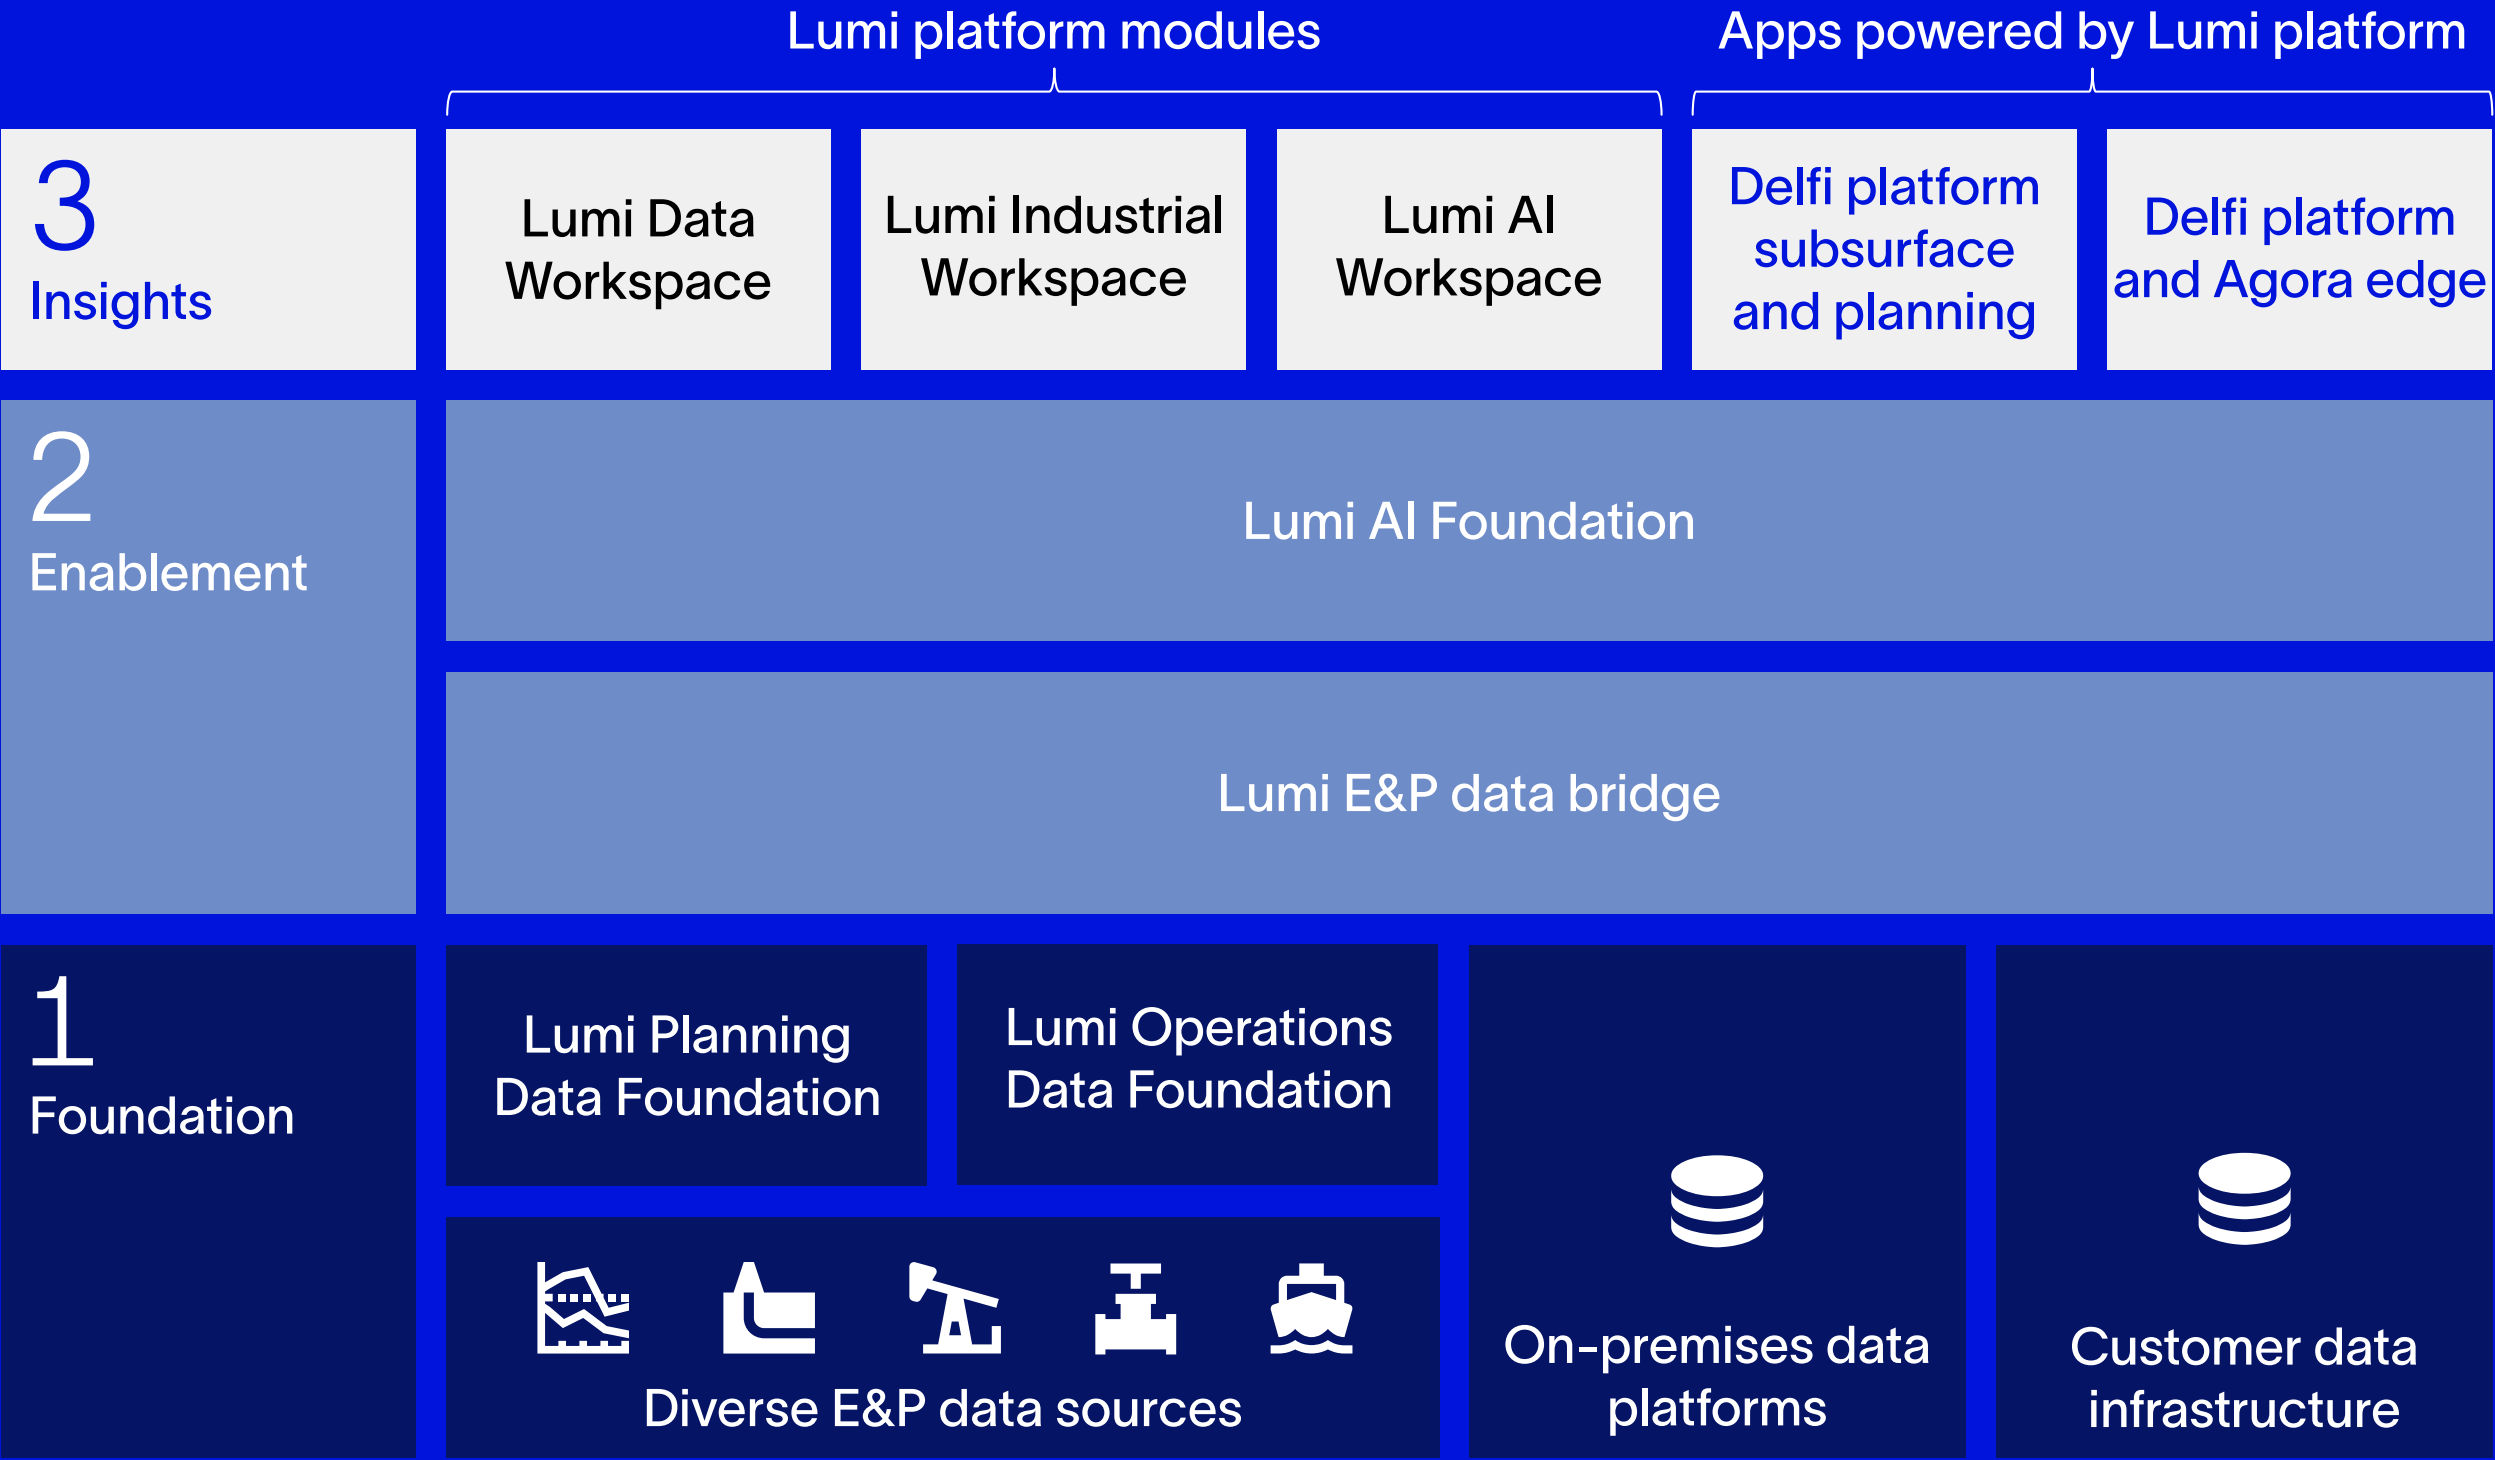 Lumi platform modules
Apps powered by Lumi platform
3
Insights
Lumi Data
Workspace
Lumi Industrial
Workspace
Lumi AI
Workspace
Delfi platform
subsurface
and planning
Delfi platform
and Agora edge
2
Enablement
Lumi AI Foundation
Lumi E&P data bridge
1
Foundation
Lumi Planning
Data Foundation
Lumi Operations
Data Foundation
Diverse E&P data sources
On-premises data
platforms
Customer data
infrastructure